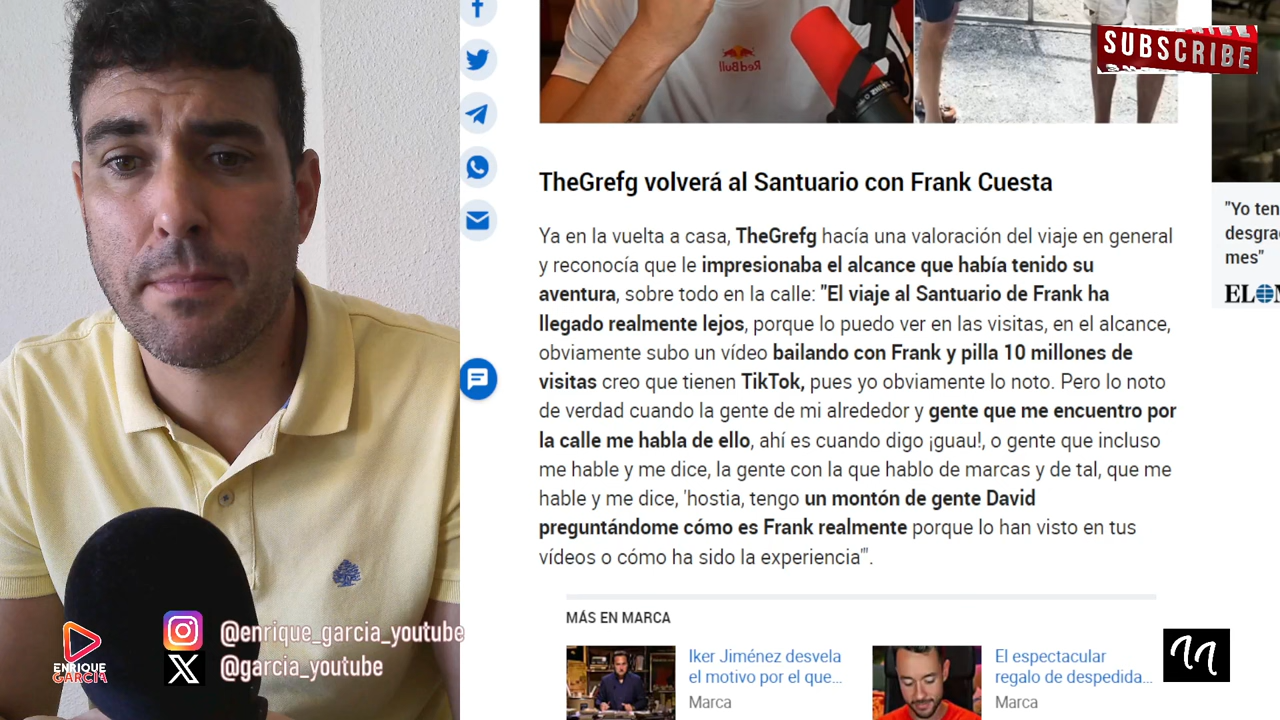 SUBSCRIBE
Red Bull
TheGrefg volverá al Santuario con Frank Cuesta
Ya en la vuelta a casa, TheGrefg hacía una valoración del viaje en general
y reconocía que le impresionaba el alcance que había tenido su
aventura, sobre todo en la calle: "El viaje al Santuario de Frank ha
llegado realmente lejos, porque lo puedo ver en las visitas, en el alcance,
obviamente subo un vídeo bailando con Frank y pilla 10 millones de
visitas creo que tienen TikTok, pues yo obviamente lo noto. Pero lo noto
de verdad cuando la gente de mi alrededor y gente que me encuentro por
la calle me habla de ello, ahí es cuando digo ¡guau!, o gente que incluso
me hable y me dice, la gente con la que hablo de marcas y de tal, que me
hable y me dice, 'hostia, tengo un montón de gente David
preguntándome cómo es Frank realmente porque lo han visto en tus
vídeos o cómo ha sido la experiencia'".
"Yo ten
desgra
mes"
MÁS EN MARCA
Iker Jiménez desvela
el motivo por el que...
Marca
El espectacular
regalo de despedida...
Marca
@enrique_garcia_youtube
@garcia_youtube
ENRIQUE
GARCIA